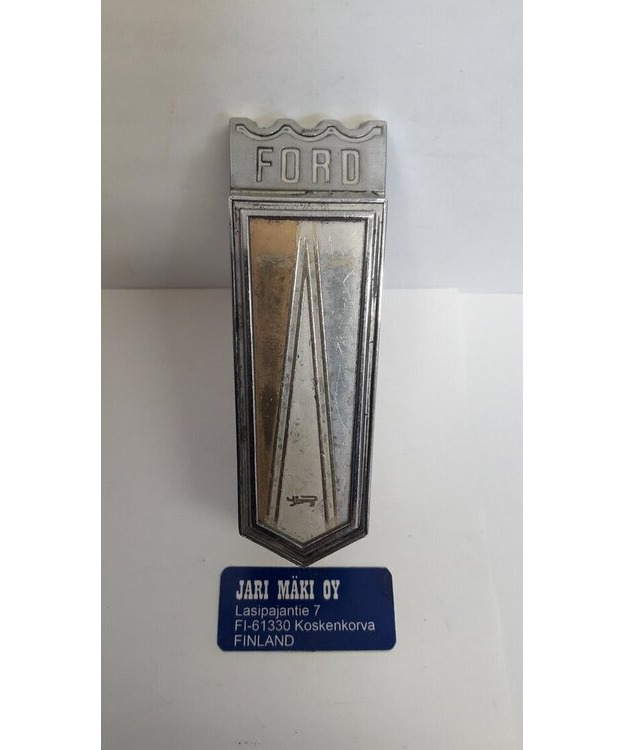 FORD
JARI MÄKI OY
Lasipajantie 7
FI-61330 Koskenkorva
FINLAND